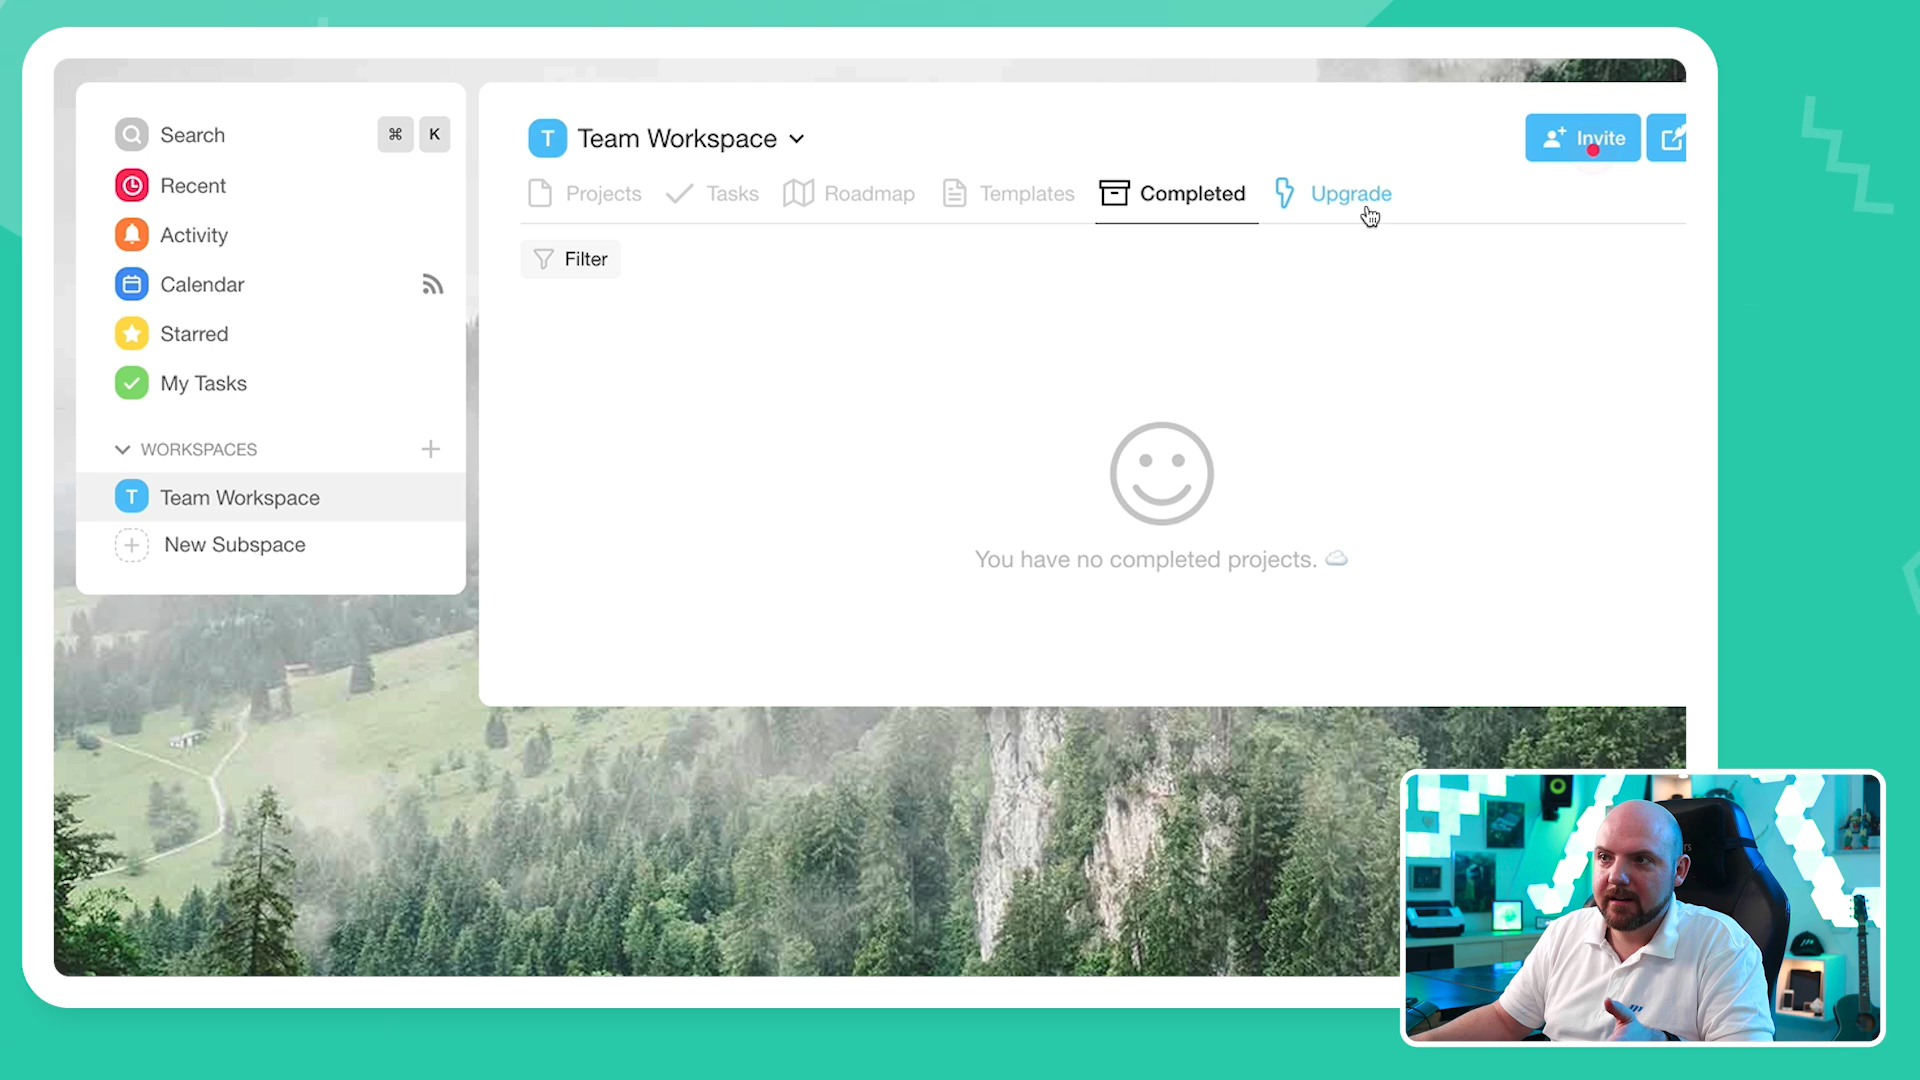 Search ⌘ K
Recent
Activity
Calendar
Starred
My Tasks
WORKSPACES
T Team Workspace
New Subspace
T Team Workspace
Invite
Projects Tasks Roadmap Templates Completed Upgrade
Filter
You have no completed projects.